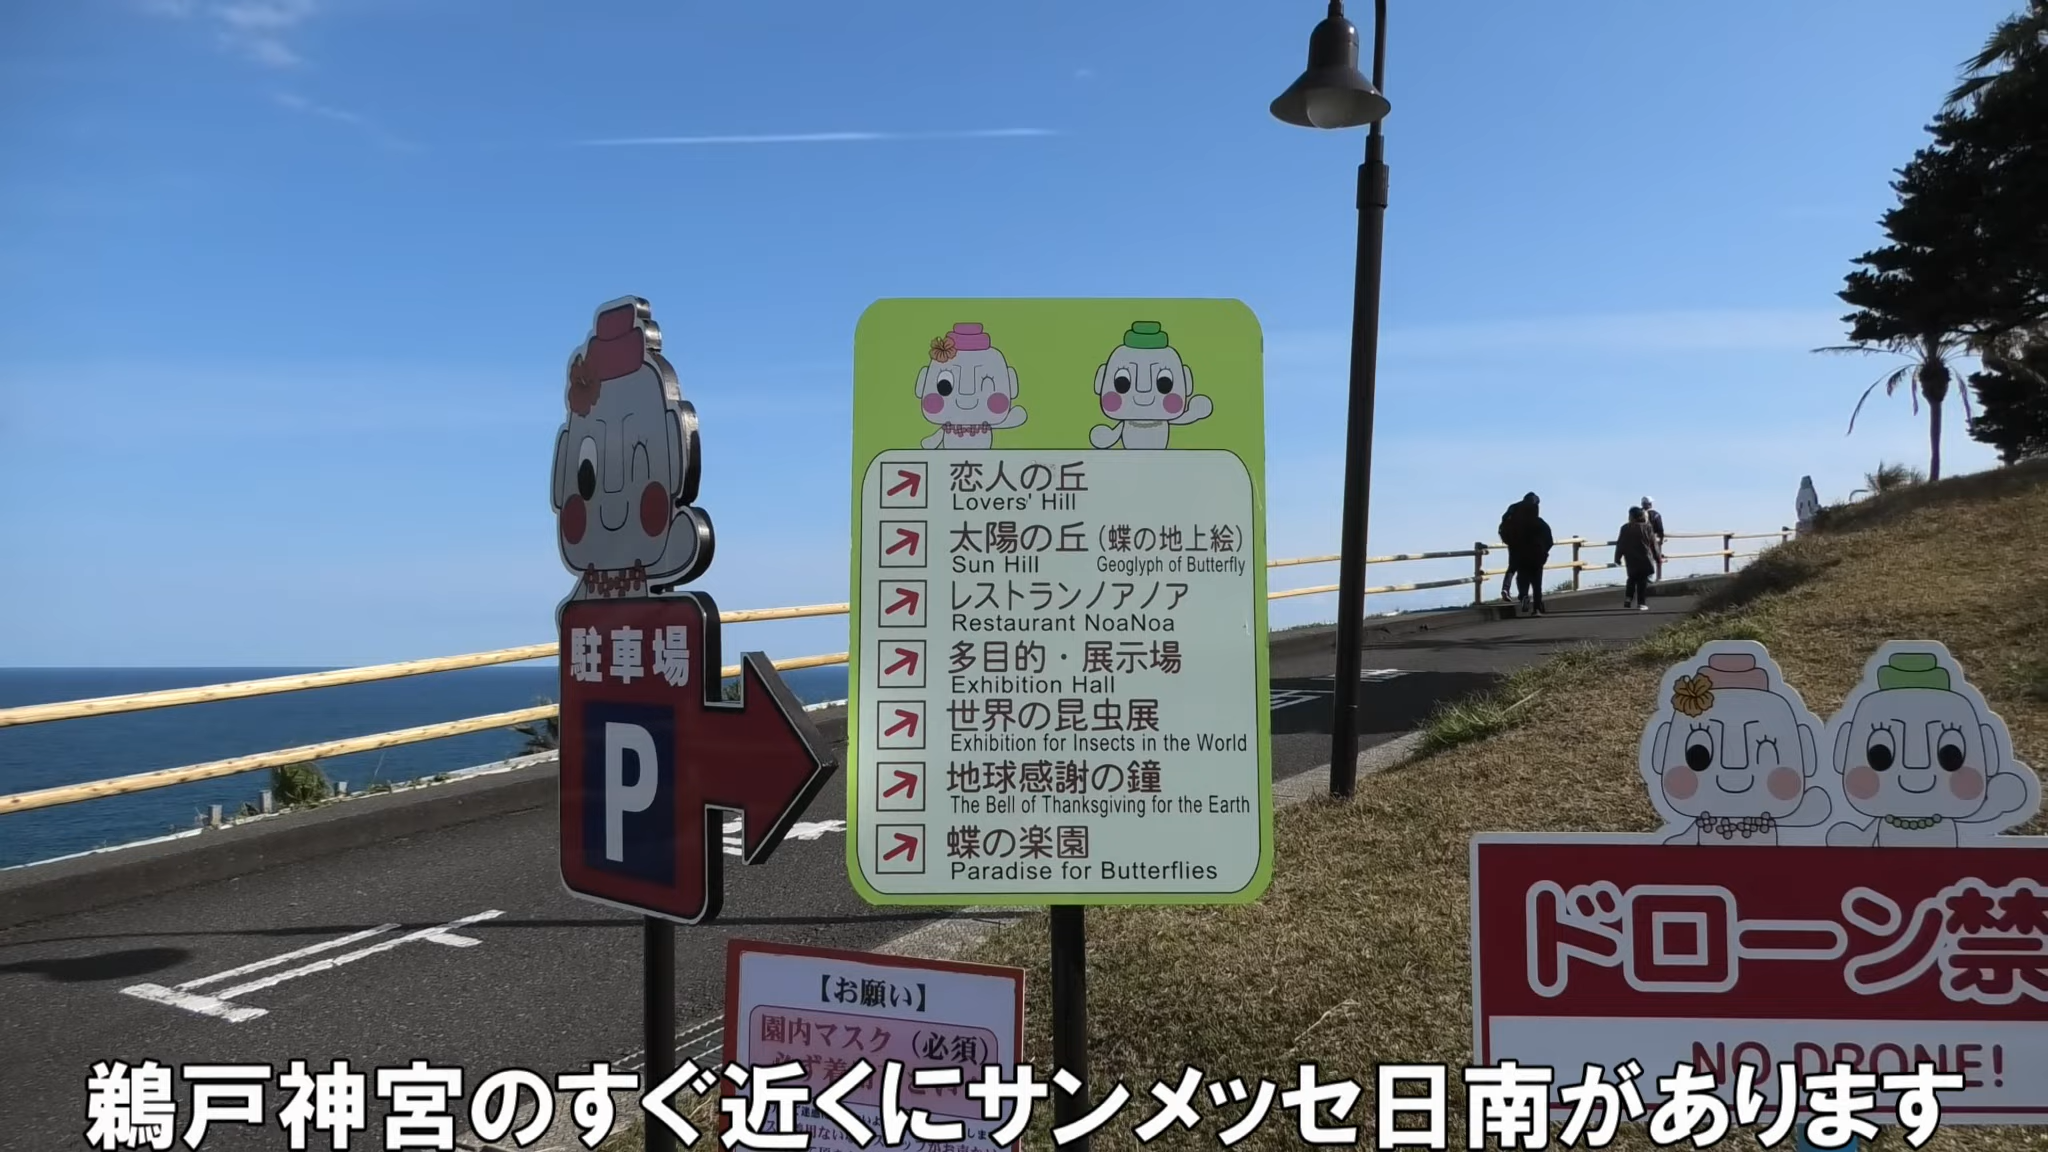 駐車場
P
恋人の丘
Lovers' Hill
太陽の丘(蝶の地上絵)
Sun Hill Geoglyph of Butterfly
レストランノアノア
Restaurant NoaNoa
多目的・展示場
Exhibition Hall
世界の昆虫展
Exhibition for Insects in the World
地球感謝の鐘
The Bell of Thanksgiving for the Earth
蝶の楽園
Paradise for Butterflies
【お願い】
園内マスク(必須)
ドローン禁
NO DRONE!
鵜戸神宮のすぐ近くにサンメッセ日南があります